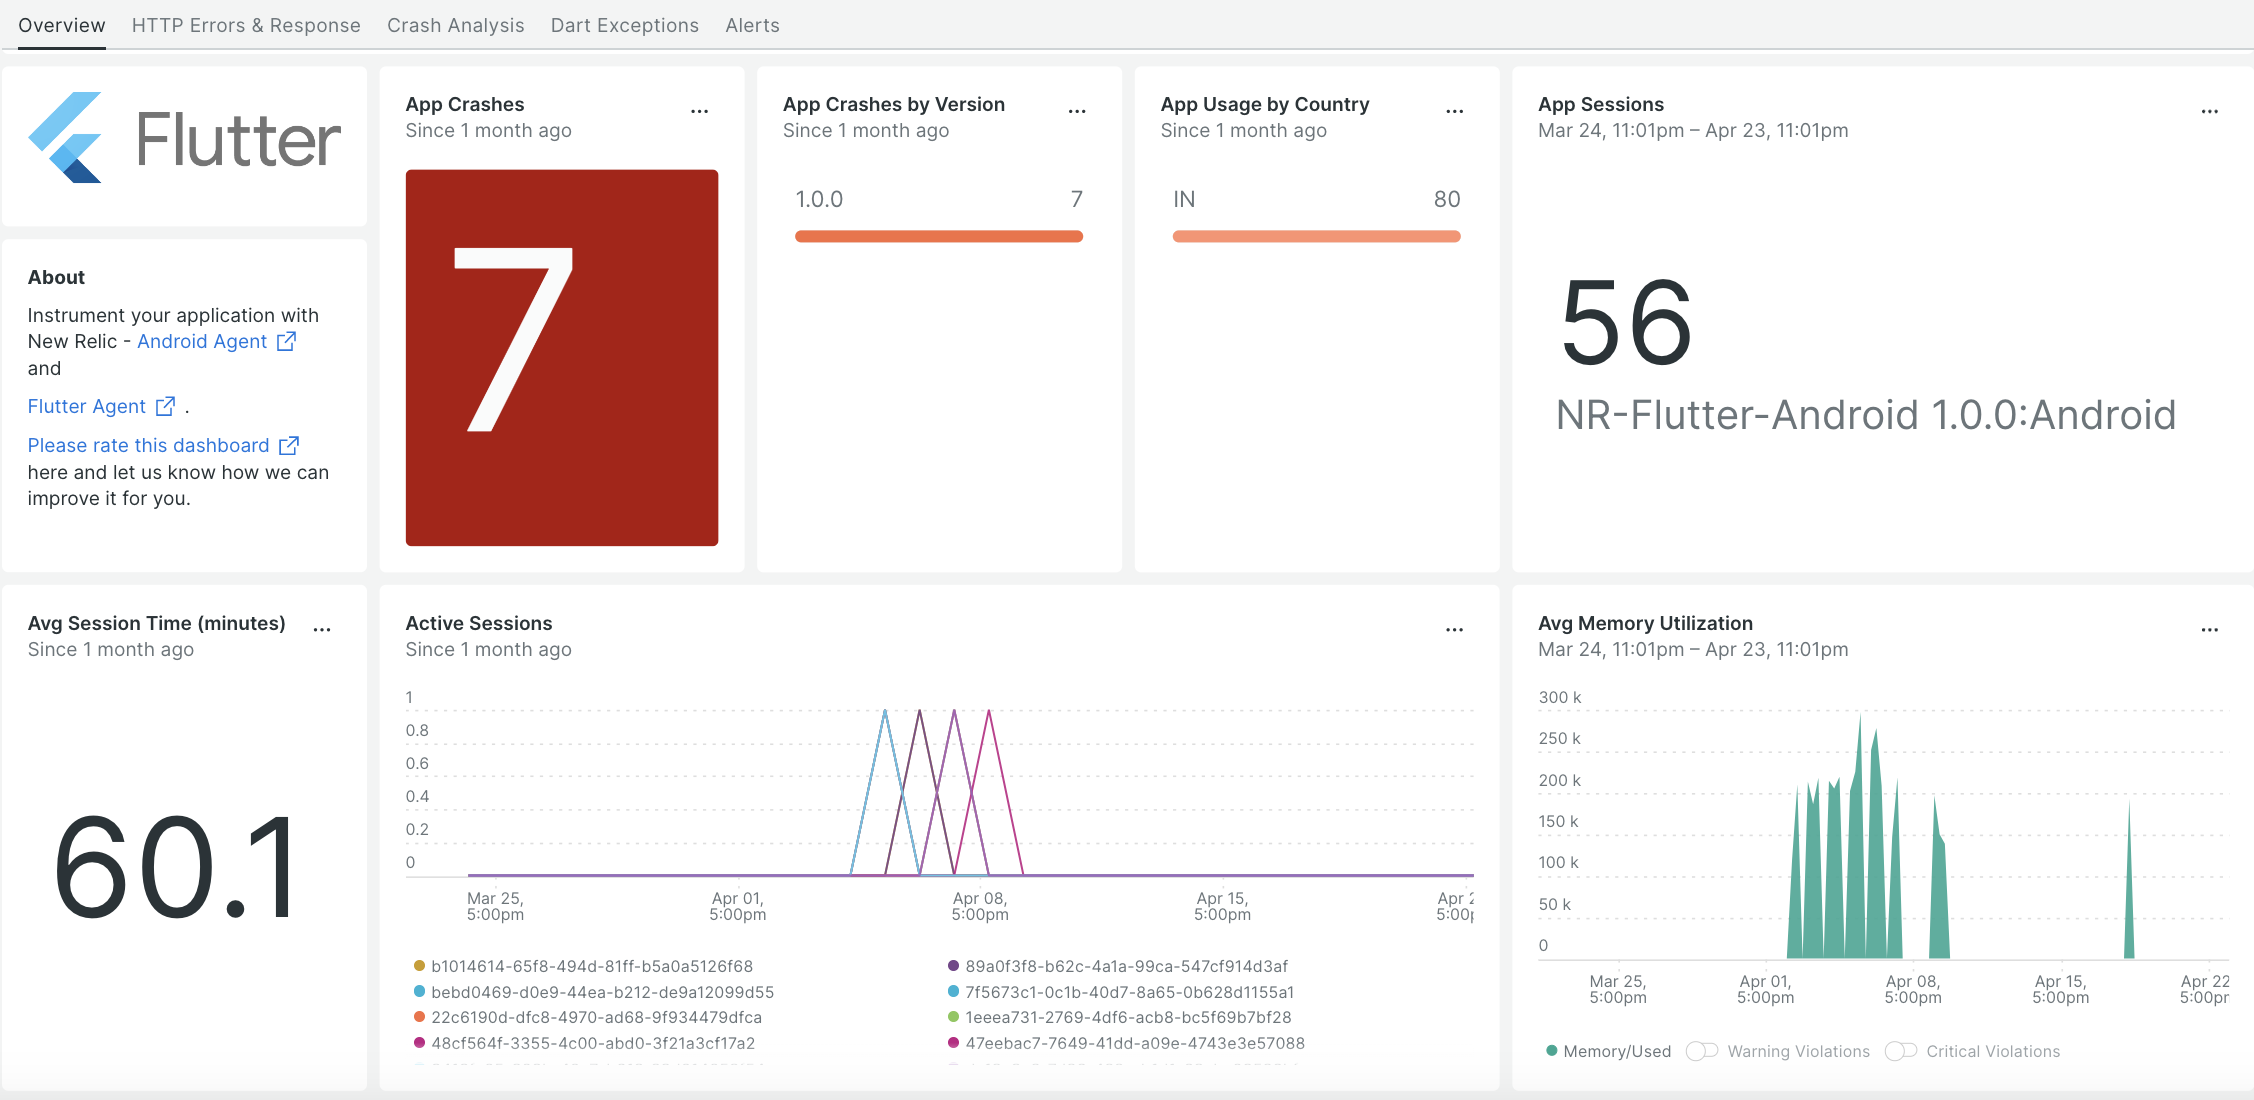 Overview HTTP Errors & Response Crash Analysis Dart Exceptions Alerts
Flutter
About
Instrument your application with
New Relic - Android Agent
and
Flutter Agent .
Please rate this dashboard
here and let us know how we can
improve it for you.
App Crashes ...
Since 1 month ago
7
App Crashes by Version ...
Since 1 month ago
1.0.0 7
App Usage by Country ...
Since 1 month ago
IN 80
App Sessions ...
Mar 24, 11:01pm – Apr 23, 11:01pm
56
NR-Flutter-Android 1.0.0:Android
Avg Session Time (minutes) ...
Since 1 month ago
60.1
Active Sessions ...
Since 1 month ago
1
0.8
0.6
0.4
0.2
0
Mar 25, Apr 01, Apr 08, Apr 15, Apr 2
5:00pm 5:00pm 5:00pm 5:00pm 5:00p
b1014614-65f8-494d-81ff-b5a0a5126f68 89a0f3f8-b62c-4a1a-99ca-547cf914d3af
bebd0469-d0e9-44ea-b212-de9a12099d55 7f5673c1-0c1b-40d7-8a65-0b628d1155a1
22c6190d-dfc8-4970-ad68-9f934479dfca 1eeea731-2769-4df6-acb8-bc5f69b7bf28
48cf564f-3355-4c00-abd0-3f21a3cf17a2 47eebac7-7649-41dd-a09e-4743e3e57088
Avg Memory Utilization ...
Mar 24, 11:01pm – Apr 23, 11:01pm
300 k
250 k
200 k
150 k
100 k
50 k
0
Mar 25, Apr 01, Apr 08, Apr 15, Apr 22
5:00pm 5:00pm 5:00pm 5:00pm 5:00pr
Memory/Used Warning Violations Critical Violations